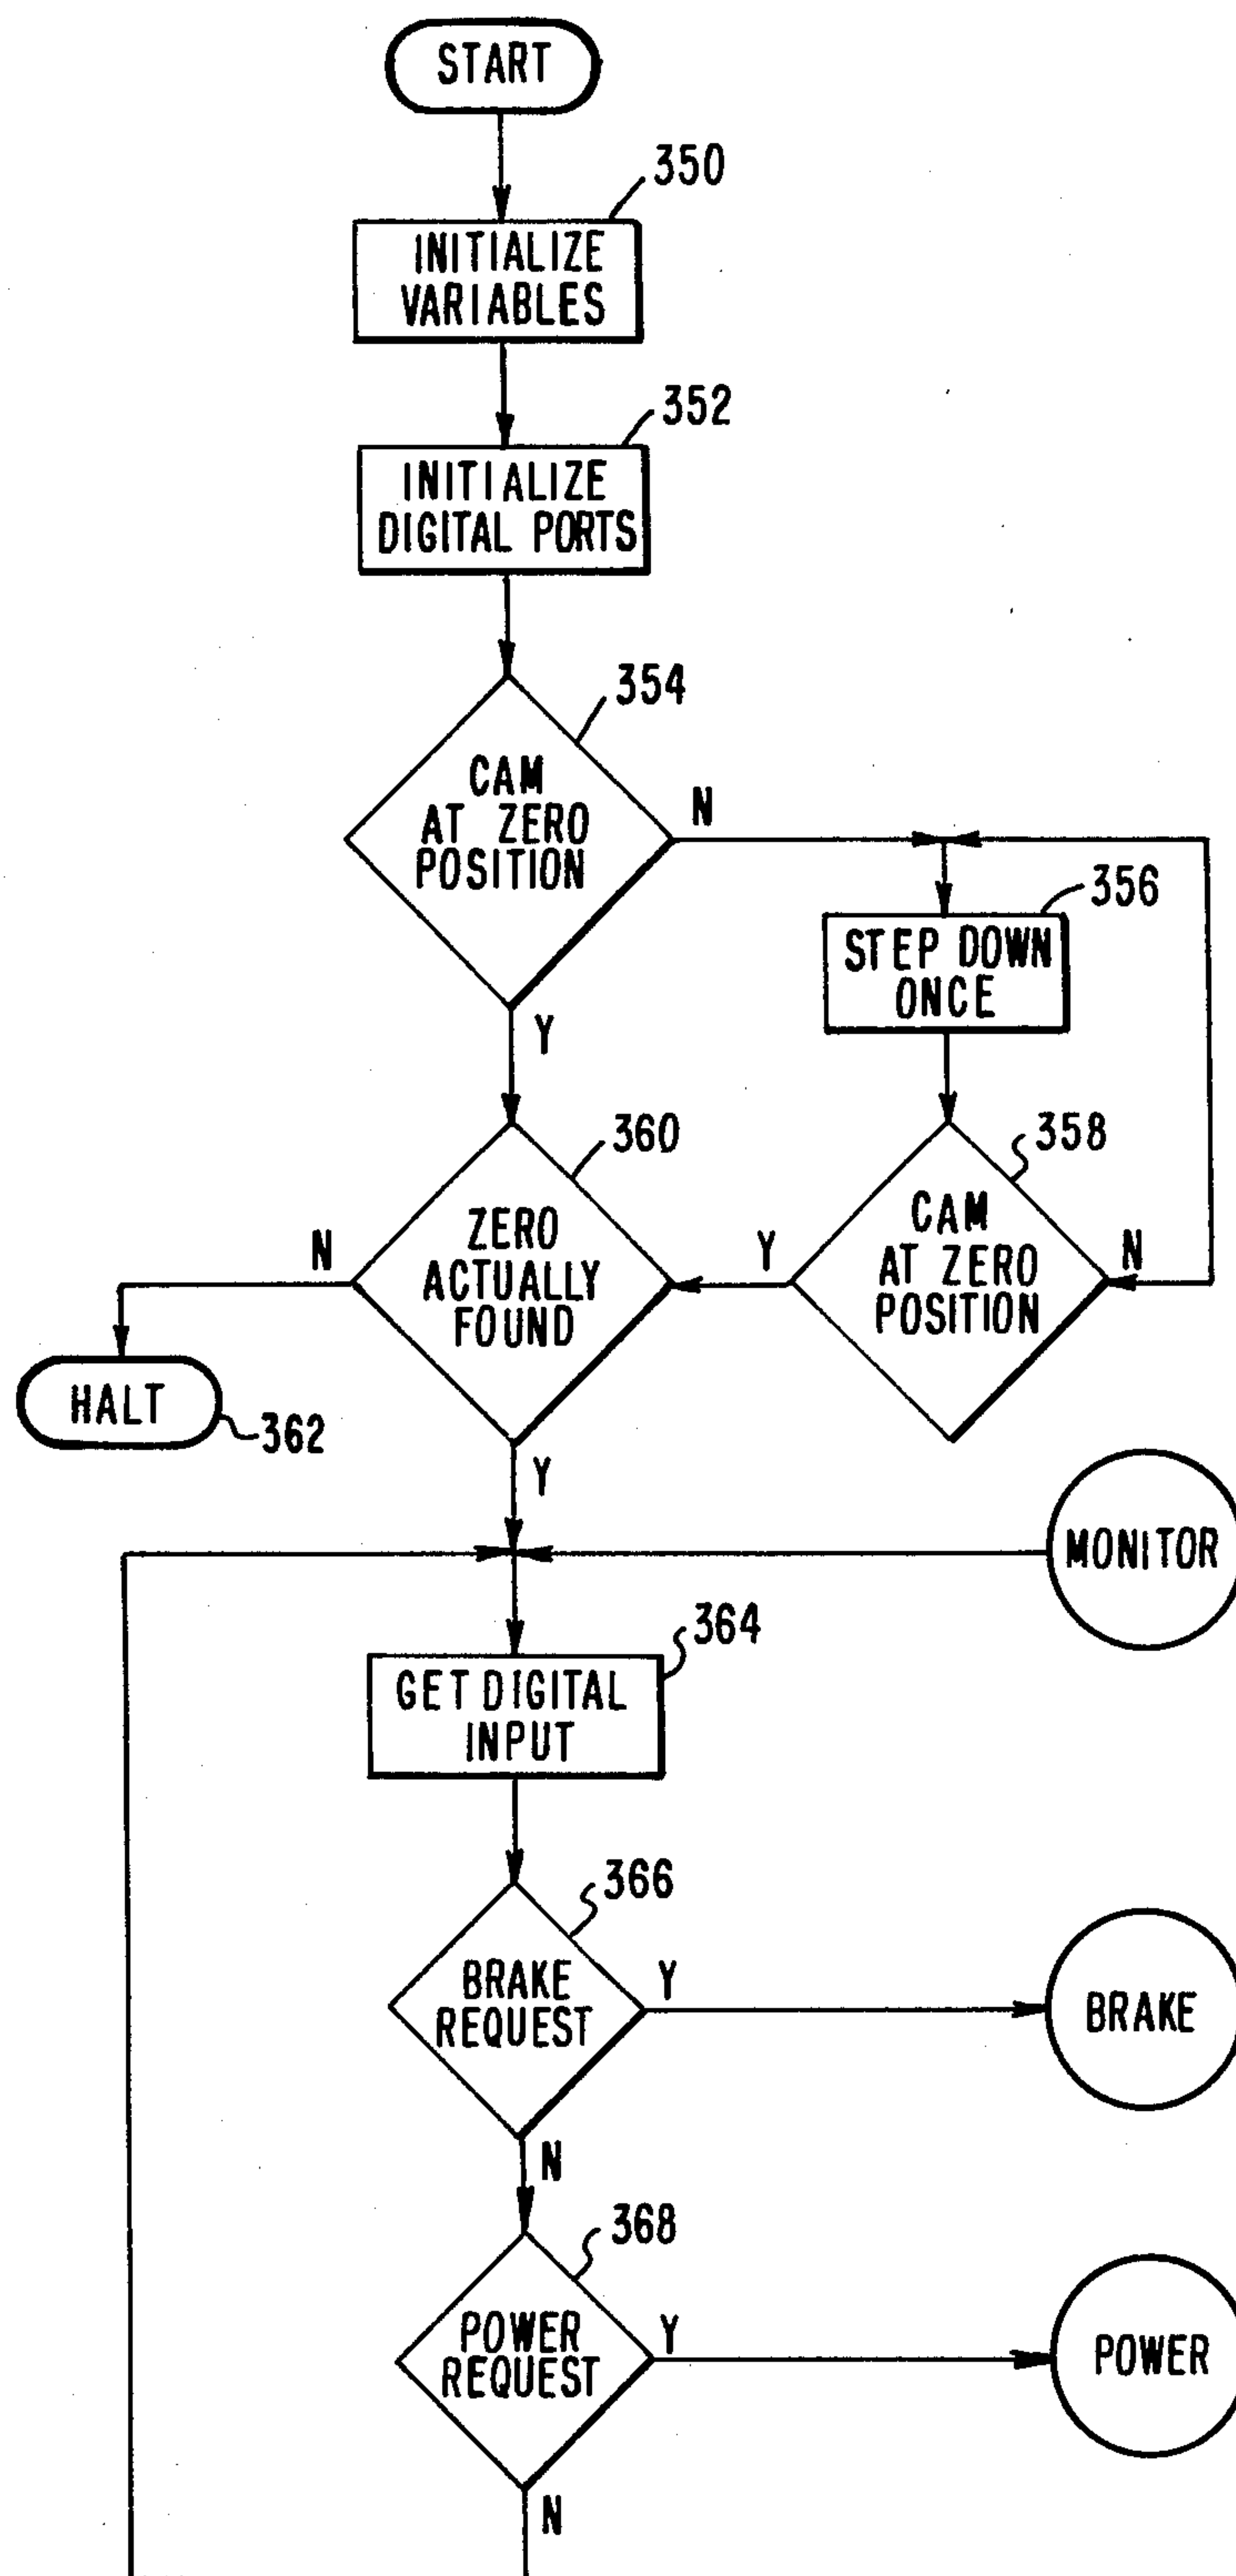 START
350
INITIALIZE
VARIABLES
352
INITIALIZE
DIGITAL PORTS
354
CAM
AT ZERO
POSITION
N
356
STEP DOWN
ONCE
Y
360
ZERO
ACTUALLY
FOUND
358
CAM
AT ZERO
POSITION
N
Y
N
HALT
362
Y
MONITOR
364
GET DIGITAL
INPUT
366
BRAKE
REQUEST
Y
BRAKE
N
368
POWER
REQUEST
Y
POWER
N